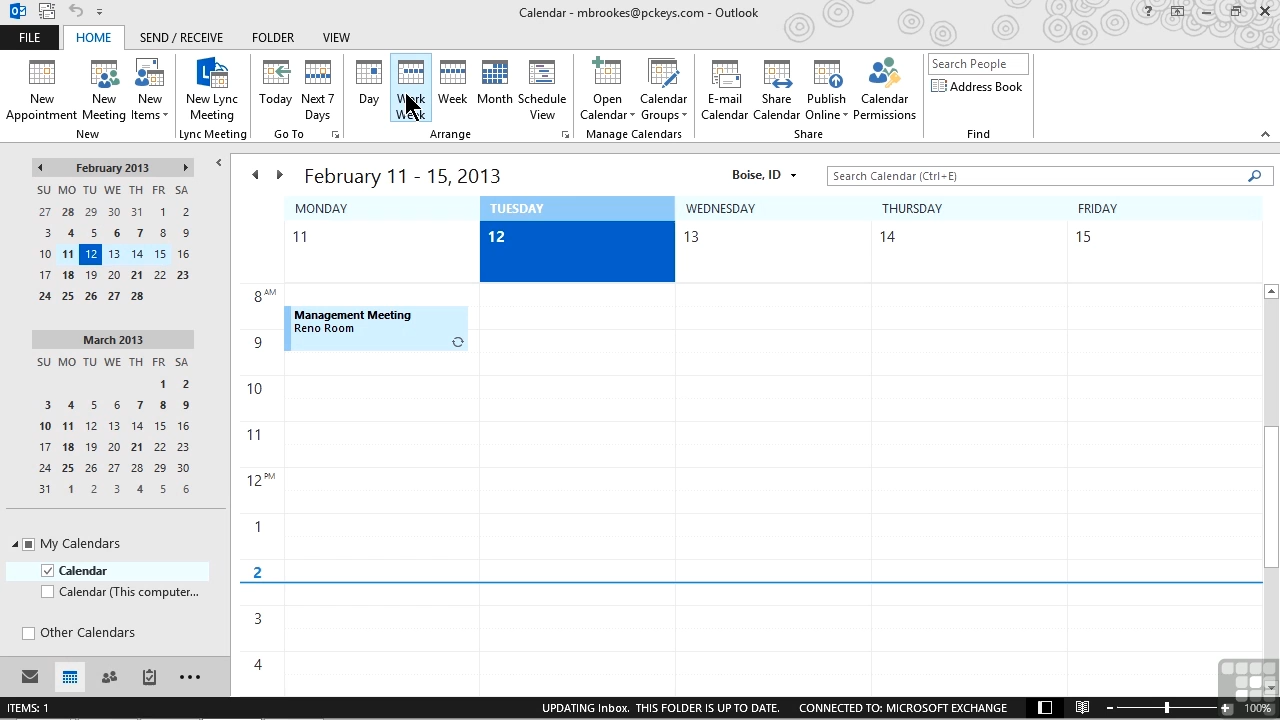 Calendar - mbrookes@pckeys.com - Outlook
?
FILE HOME SEND / RECEIVE FOLDER VIEW
New Appointment
New Meeting
New Items
New
New Lync Meeting
Lync Meeting
Today
Next 7 Days
Go To
Day
Work Week
Week
Month
Schedule View
Arrange
Open Calendar
Calendar Groups
Manage Calendars
E-mail Calendar
Share Calendar
Publish Online
Calendar Permissions
Share
Search People
Address Book
Find
February 2013
SU MO TU WE TH FR SA
27 28 29 30 31 1 2
3 4 5 6 7 8 9
10 11 12 13 14 15 16
17 18 19 20 21 22 23
24 25 26 27 28
March 2013
SU MO TU WE TH FR SA
1 2
3 4 5 6 7 8 9
10 11 12 13 14 15 16
17 18 19 20 21 22 23
24 25 26 27 28 29 30
31 1 2 3 4 5 6
My Calendars
Calendar
Calendar (This computer...
Other Calendars
February 11 - 15, 2013
Boise, ID
Search Calendar (Ctrl+E)
MONDAY TUESDAY WEDNESDAY THURSDAY FRIDAY
11 12 13 14 15
8 AM
Management Meeting
Reno Room
9
10
11
12 PM
1
2
3
4
ITEMS: 1
UPDATING Inbox. THIS FOLDER IS UP TO DATE. CONNECTED TO: MICROSOFT EXCHANGE
100%